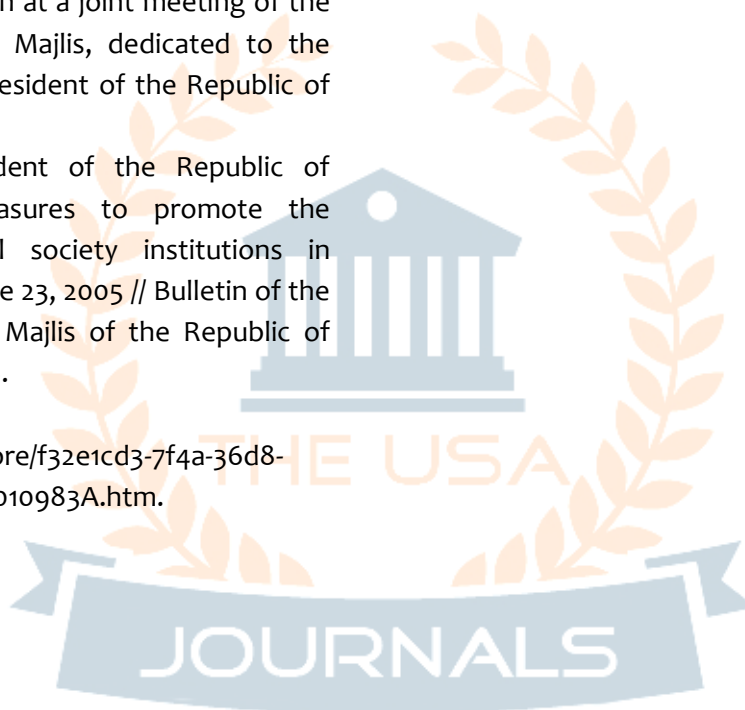 n at a joint meeting of the
Majlis, dedicated to the
esident of the Republic of
dent of the Republic of
asures to promote the
l society institutions in
e 23, 2005 // Bulletin of the
Majlis of the Republic of
.
ore/f32e1cd3-7f4a-36d8-
010983A.htm.
THE USA
JOURNALS